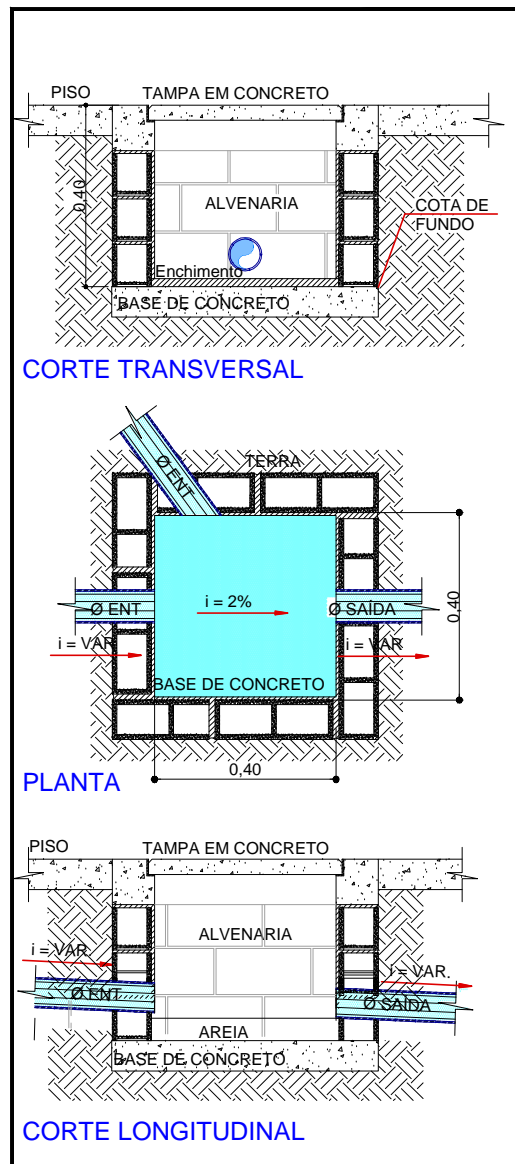 PISO
TAMPA EM CONCRETO
0,40
ALVENARIA
COTA DE
FUNDO
Enchimento
BASE DE CONCRETO
CORTE TRANSVERSAL
Ø ENT
TERRA
Ø ENT
i = 2%
Ø SAÍDA
0,40
i = VAR
i = VAR
BASE DE CONCRETO
0,40
PLANTA
PISO
TAMPA EM CONCRETO
ALVENARIA
i = VAR.
i = VAR.
Ø ENT
Ø SAÍDA
AREIA
BASE DE CONCRETO
CORTE LONGITUDINAL